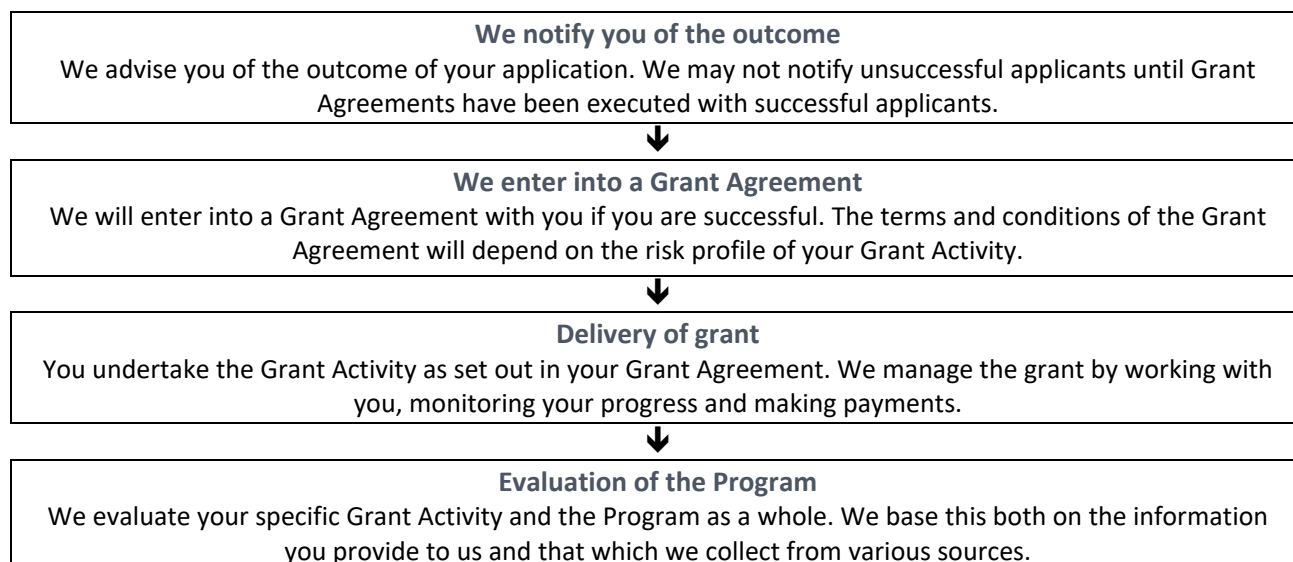 We notify you of the outcome
We advise you of the outcome of your application. We may not notify unsuccessful applicants until Grant
Agreements have been executed with successful applicants.
We enter into a Grant Agreement
We will enter into a Grant Agreement with you if you are successful. The terms and conditions of the Grant
Agreement will depend on the risk profile of your Grant Activity.
Delivery of grant
You undertake the Grant Activity as set out in your Grant Agreement. We manage the grant by working with
you, monitoring your progress and making payments.
Evaluation of the Program
We evaluate your specific Grant Activity and the Program as a whole. We base this both on the information
you provide to us and that which we collect from various sources.